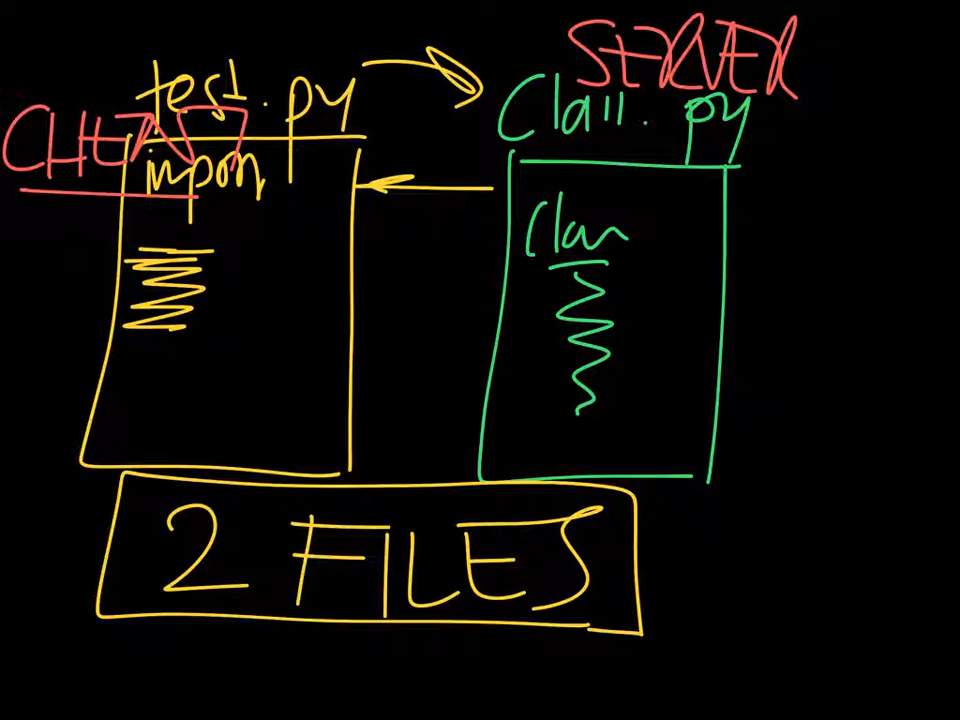 SERVER
test.py
Class.py
CLIENT
import
Class
2 FILES